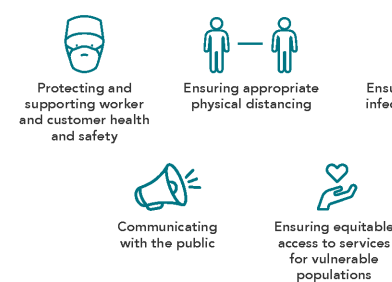 Protecting and
supporting worker
and customer health
and safety
Ensuring appropriate
physical distancing
Communicating
with the public
Ensuring equitable
access to services
for vulnerable
populations